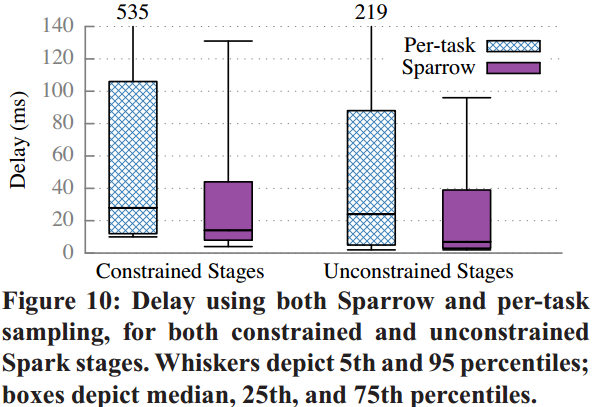 535
219
140
120
100
80
60
40
20
0
Delay (ms)
Per-task
Sparrow
Constrained Stages
Unconstrained Stages
Figure 10: Delay using both Sparrow and per-task
sampling, for both constrained and unconstrained
Spark stages. Whiskers depict 5th and 95 percentiles;
boxes depict median, 25th, and 75th percentiles.